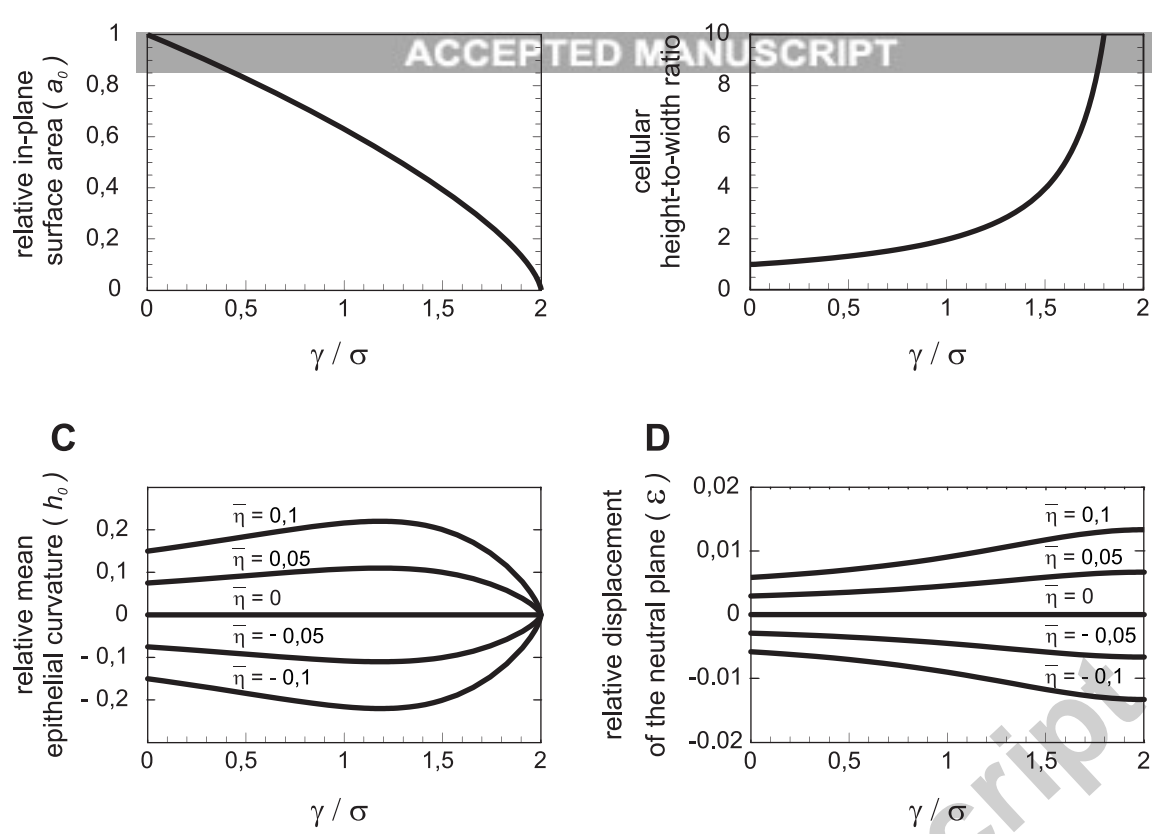 ACCEPTED MANUSCRIPT
relative in-plane
surface area ( a₀ )
1
0,8
0,6
0,4
0,2
0
0 0,5 1 1,5 2
γ / σ
cellular
height-to-width ratio
10
8
6
4
2
0
0 0,5 1 1,5 2
γ / σ
C
relative mean
epithelial curvature ( h₀ )
0,2
0,1
0
- 0,1
- 0,2
η̅ = 0,1
η̅ = 0,05
η̅ = 0
η̅ = - 0,05
η̅ = - 0,1
0 0,5 1 1,5 2
γ / σ
D
relative displacement
of the neutral plane ( ε )
0,02
0,01
0
-0.01
-0.02
η̅ = 0,1
η̅ = 0,05
η̅ = 0
η̅ = - 0,05
η̅ = - 0,1
0 0,5 1 1,5 2
γ / σ
cript